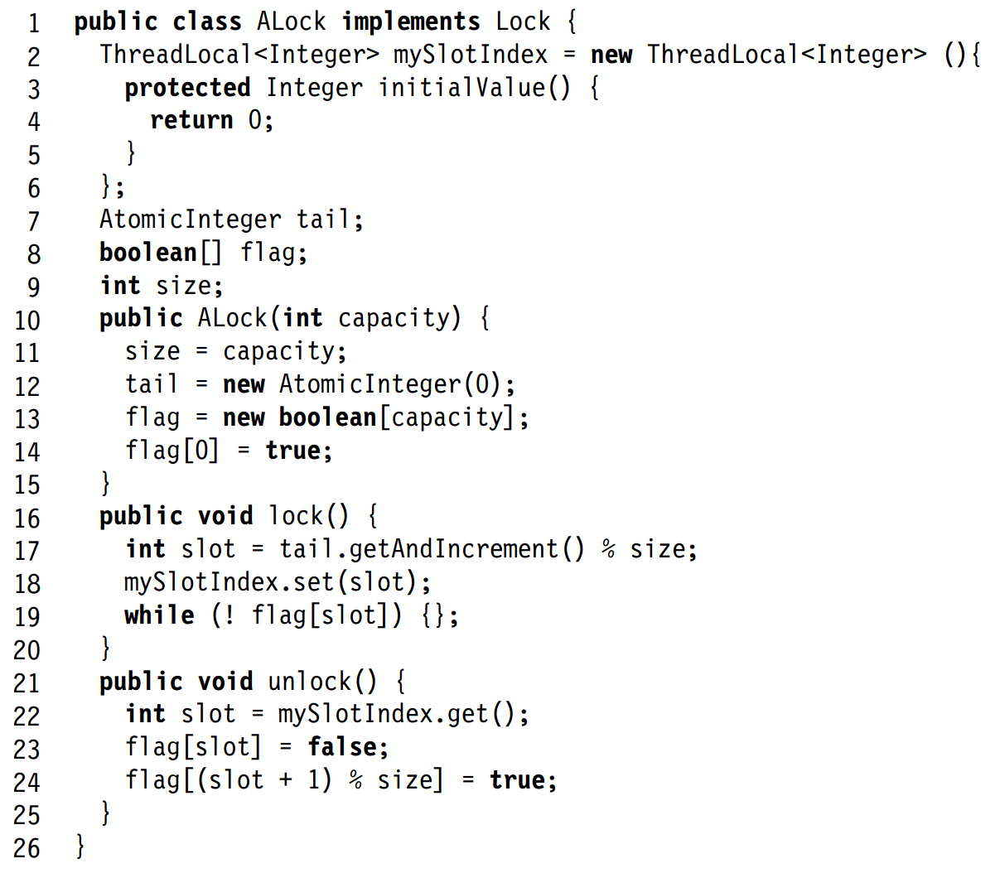 1 public class ALock implements Lock {
2 ThreadLocal<Integer> mySlotIndex = new ThreadLocal<Integer> (){
3 protected Integer initialValue() {
4 return 0;
5 }
6 };
7 AtomicInteger tail;
8 boolean[] flag;
9 int size;
10 public ALock(int capacity) {
11 size = capacity;
12 tail = new AtomicInteger(0);
13 flag = new boolean[capacity];
14 flag[0] = true;
15 }
16 public void lock() {
17 int slot = tail.getAndIncrement() % size;
18 mySlotIndex.set(slot);
19 while (! flag[slot]) {};
20 }
21 public void unlock() {
22 int slot = mySlotIndex.get();
23 flag[slot] = false;
24 flag[(slot + 1) % size] = true;
25 }
26 }